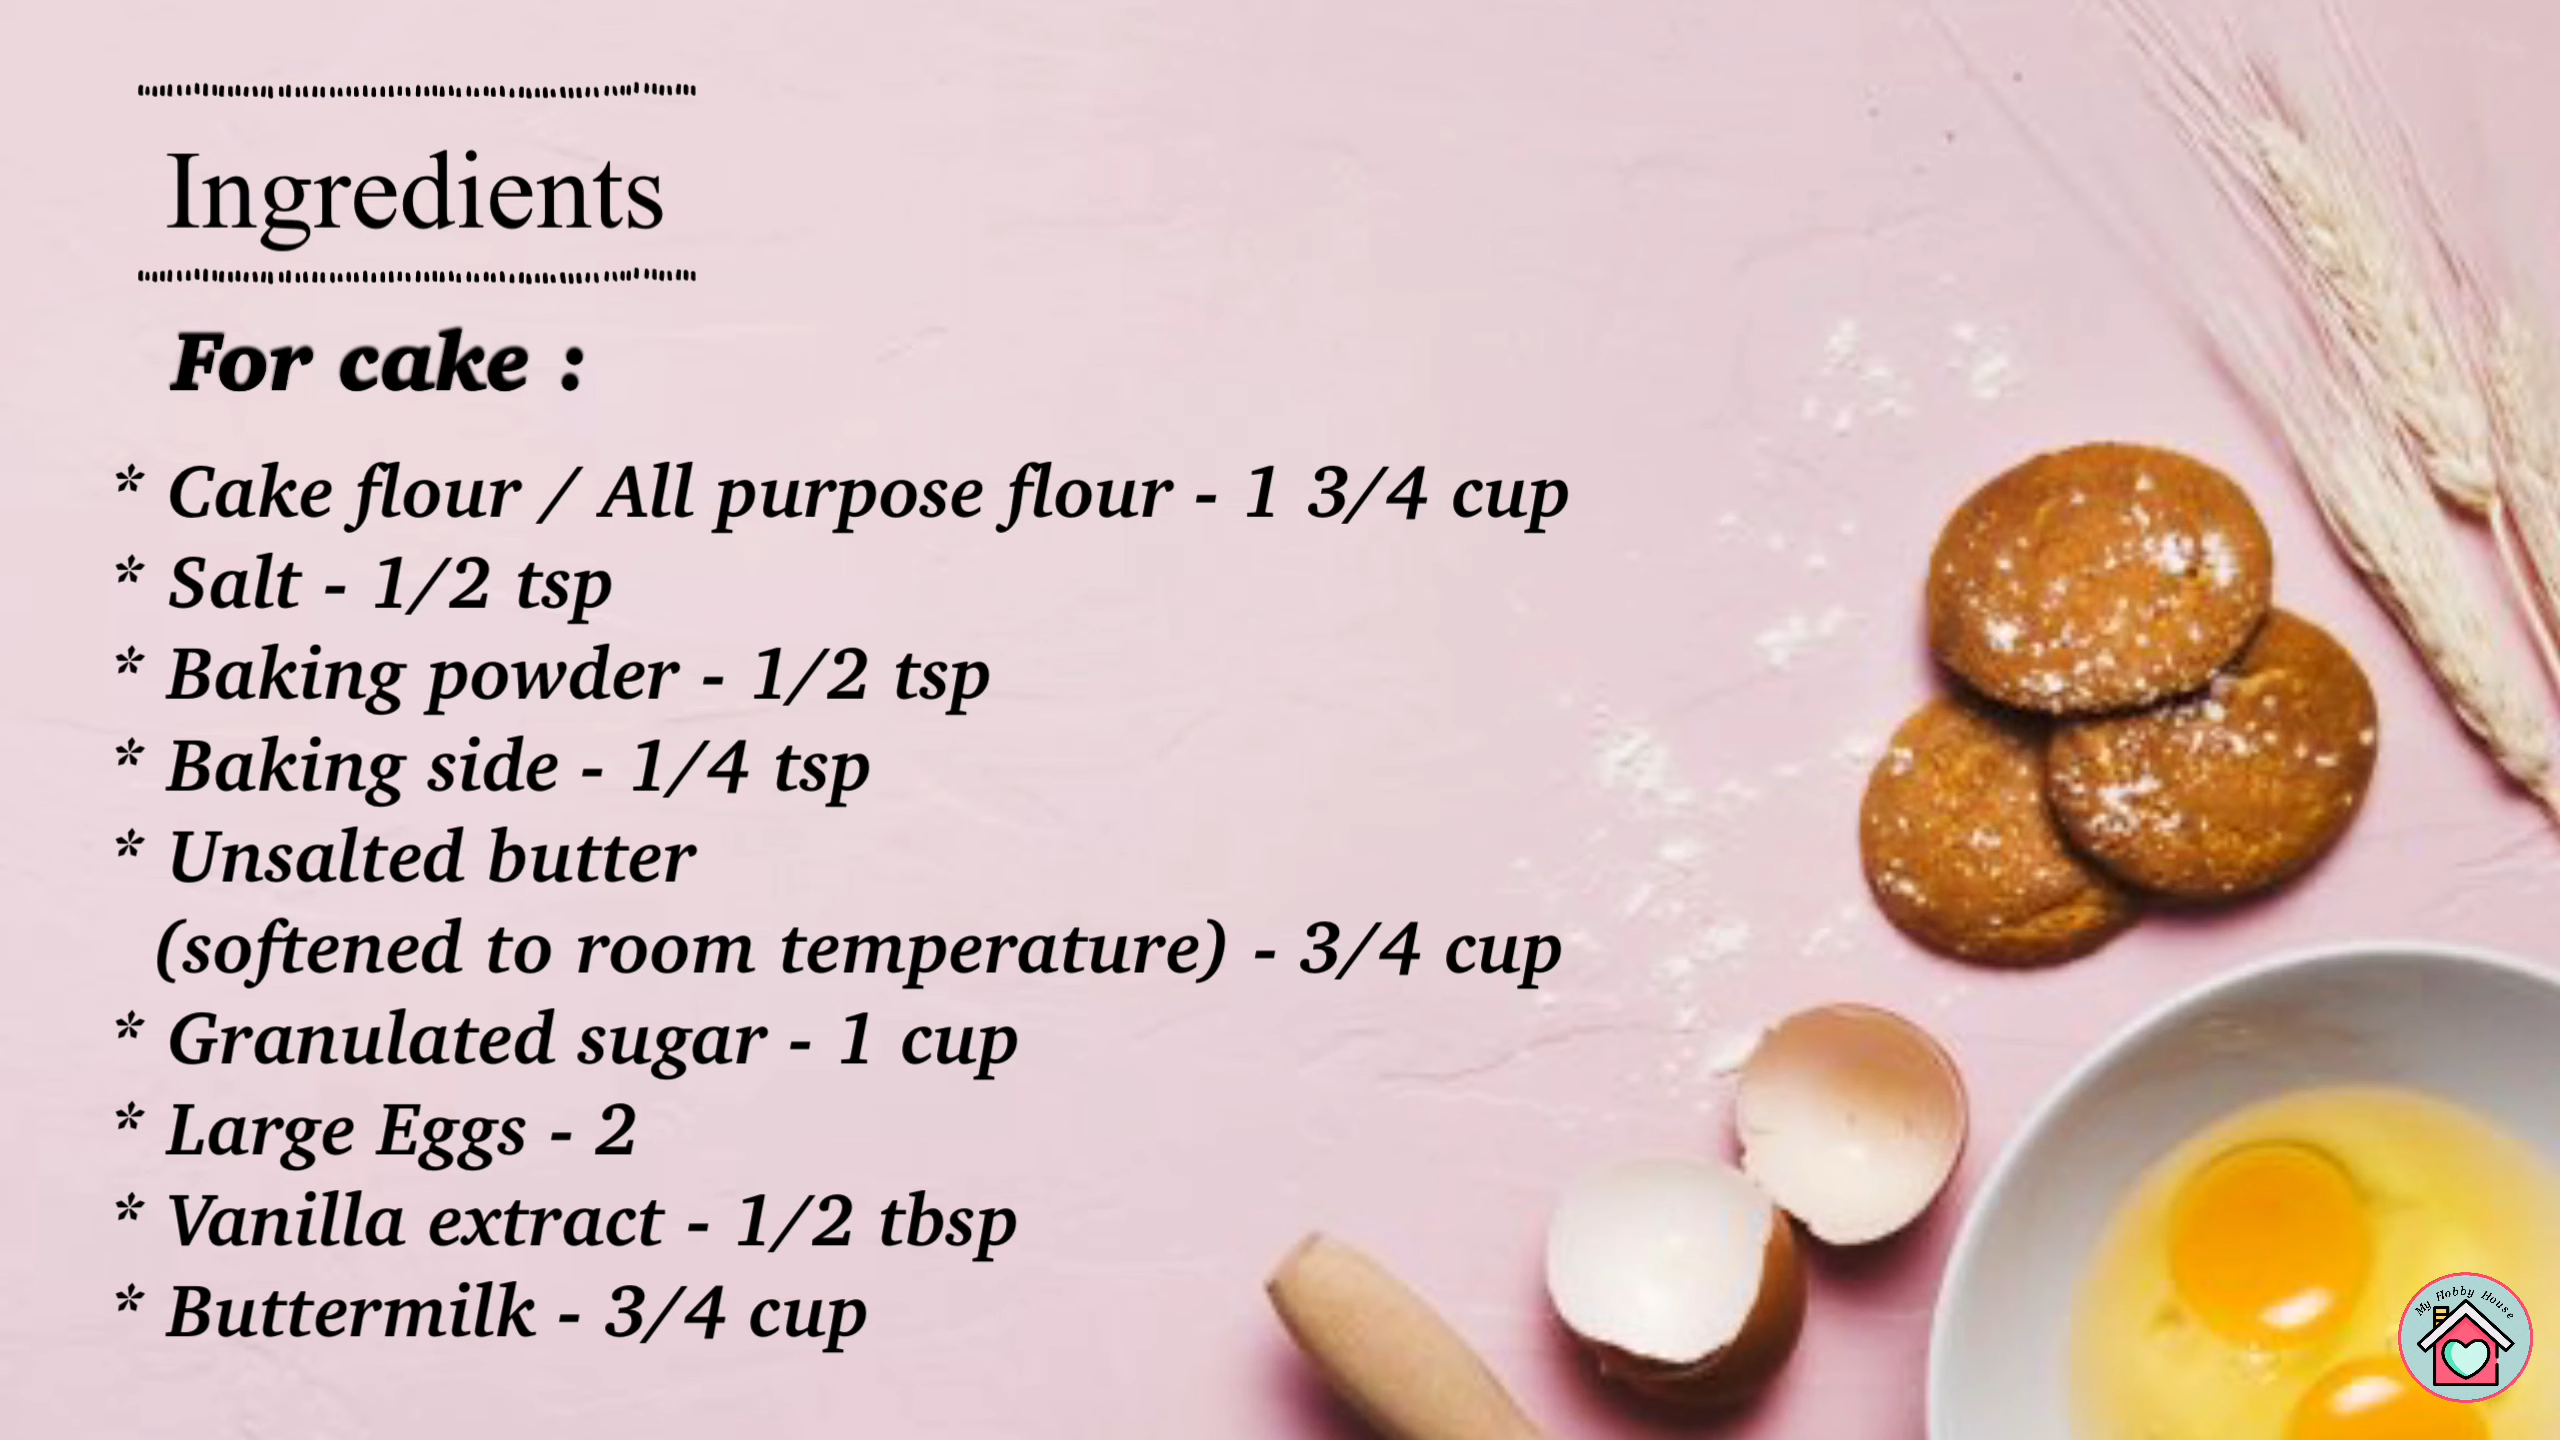 Ingredients
For cake :
* Cake flour / All purpose flour - 1 3/4 cup
* Salt - 1/2 tsp
* Baking powder - 1/2 tsp
* Baking side - 1/4 tsp
* Unsalted butter
(softened to room temperature) - 3/4 cup
* Granulated sugar - 1 cup
* Large Eggs - 2
* Vanilla extract - 1/2 tbsp
* Buttermilk - 3/4 cup
My Hobby House